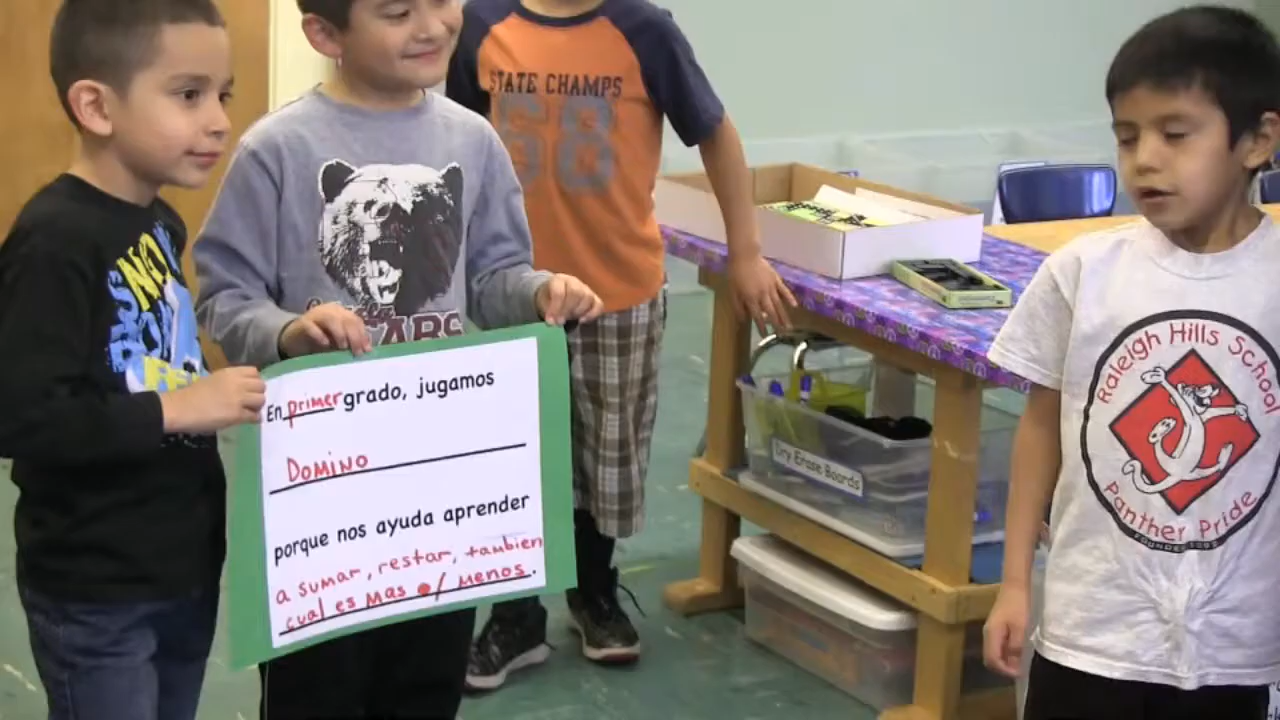 STATE CHAMPS
68
En primer grado, jugamos
Domino
porque nos ayuda aprender
a sumar, restar, tambien
cual es mas o/ menos.
Dry Erase Boards
Raleigh Hills School
Panther Pride